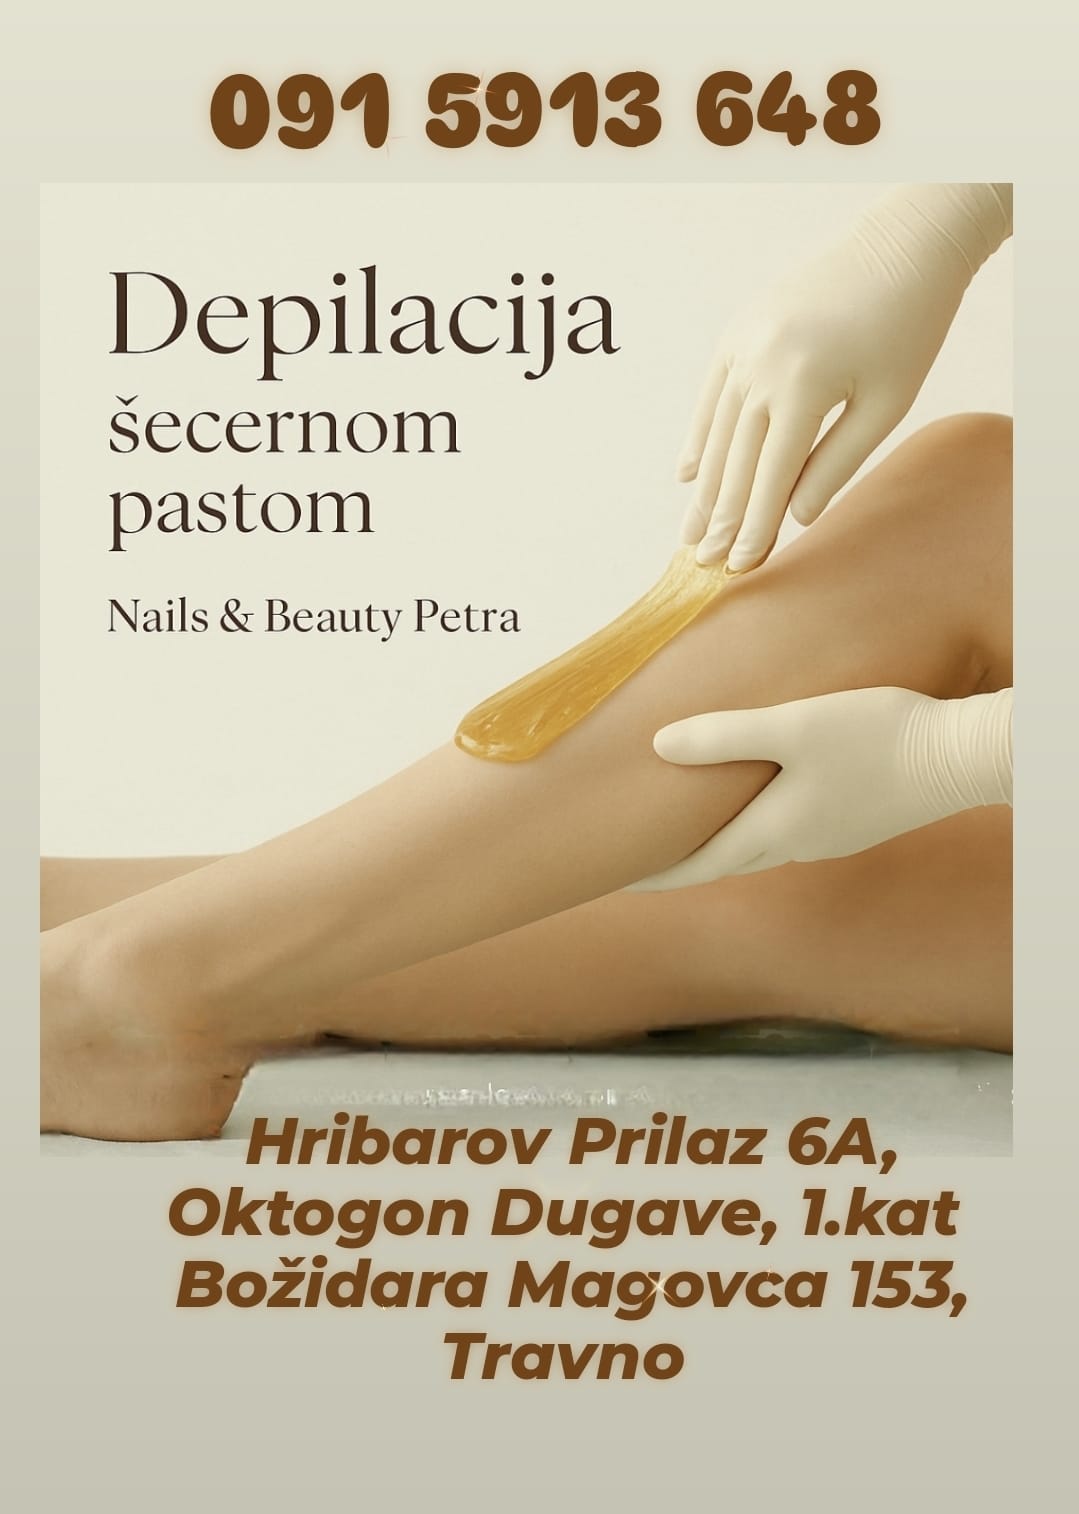 091 5913 648
Depilacija
šecernom
pastom
Nails & Beauty Petra
Hribarov Prilaz 6A,
Oktogon Dugave, 1.kat
Božidara Magovca 153,
Travno